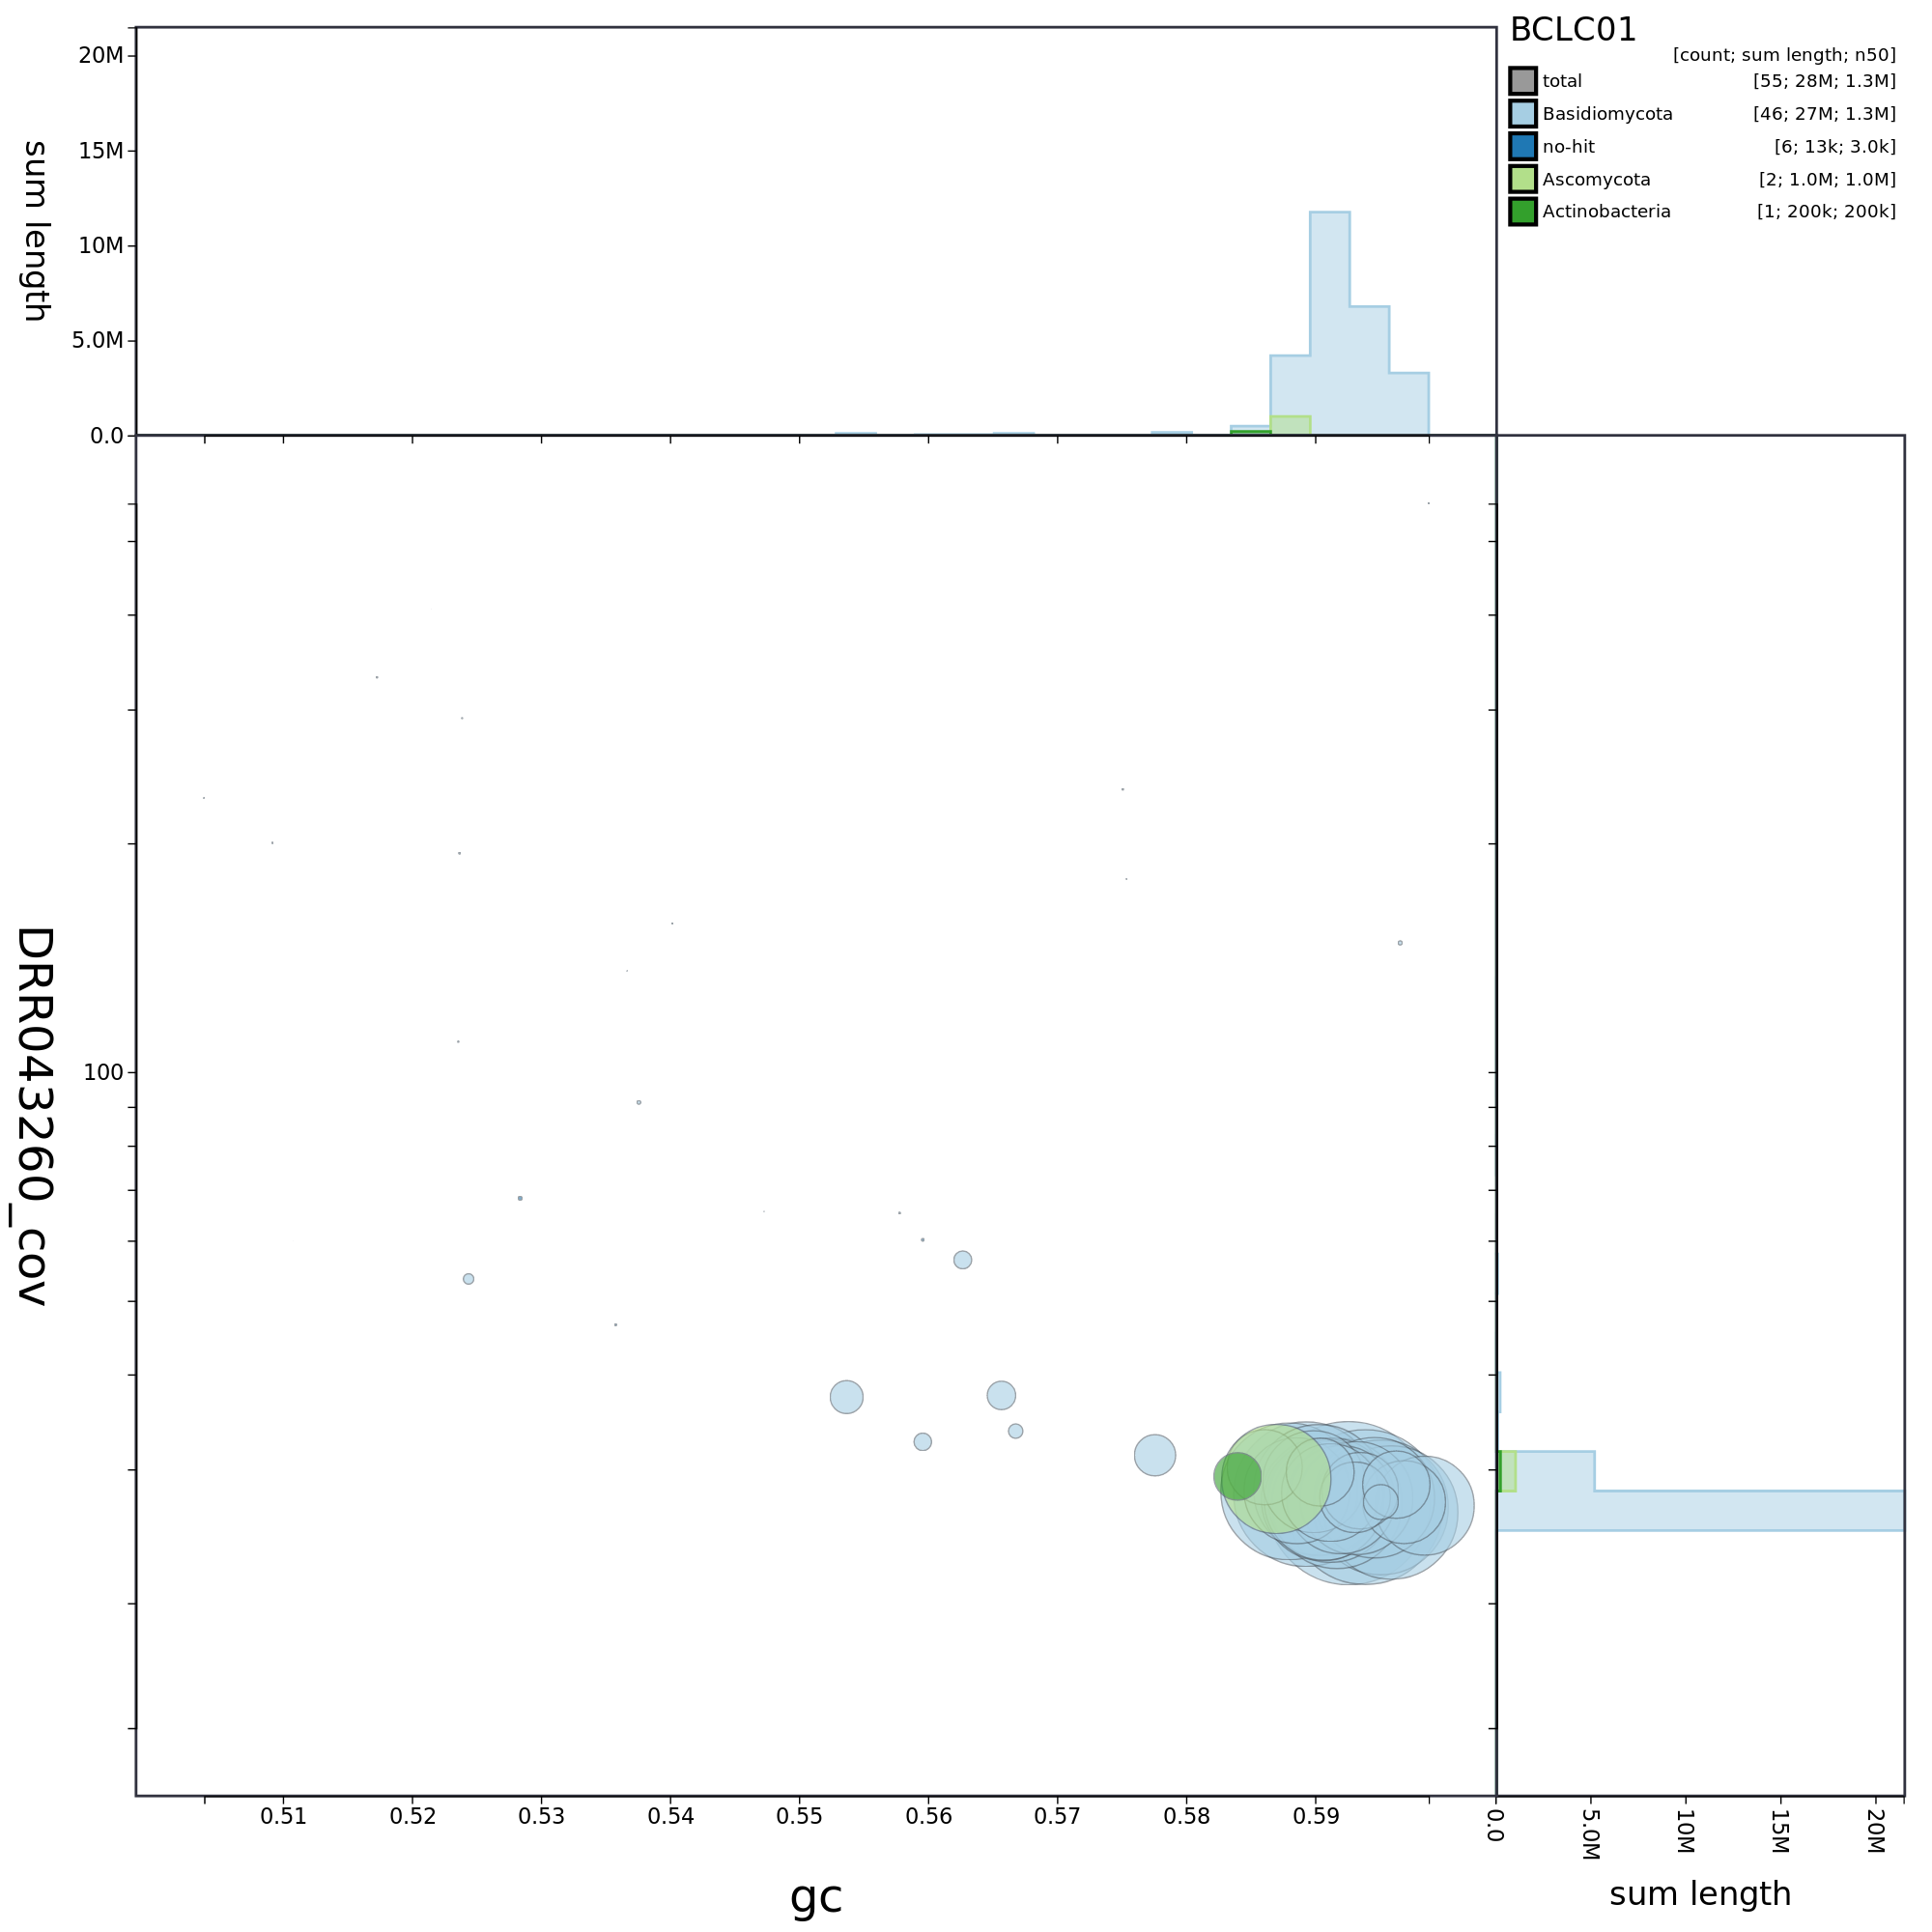 BCLC01
[count; sum length; n50]
total [55; 28M; 1.3M]
Basidiomycota [46; 27M; 1.3M]
no-hit [6; 13k; 3.0k]
Ascomycota [2; 1.0M; 1.0M]
Actinobacteria [1; 200k; 200k]
sum length
20M
15M
10M
5.0M
0.0
DRR043260_cov
100
0.51 0.52 0.53 0.54 0.55 0.56 0.57 0.58 0.59
gc
0.0 5.0M 10M 15M 20M
sum length